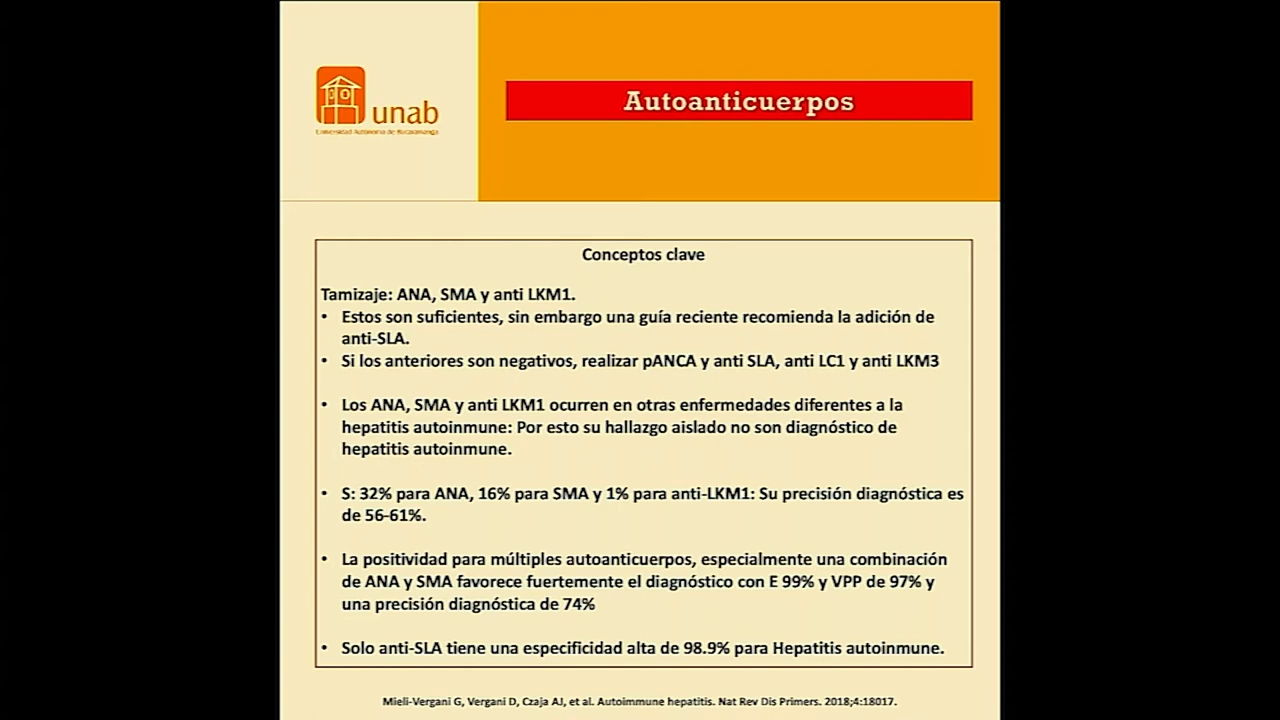 unab
Universidad Autónoma de Bucaramanga
Autoanticuerpos
Conceptos clave
Tamizaje: ANA, SMA y anti LKM1.
• Estos son suficientes, sin embargo una guía reciente recomienda la adición de
anti-SLA.
• Si los anteriores son negativos, realizar pANCA y anti SLA, anti LC1 y anti LKM3
• Los ANA, SMA y anti LKM1 ocurren en otras enfermedades diferentes a la
hepatitis autoinmune: Por esto su hallazgo aislado no son diagnóstico de
hepatitis autoinmune.
• S: 32% para ANA, 16% para SMA y 1% para anti-LKM1: Su precisión diagnóstica es
de 56-61%.
• La positividad para múltiples autoanticuerpos, especialmente una combinación
de ANA y SMA favorece fuertemente el diagnóstico con E 99% y VPP de 97% y
una precisión diagnóstica de 74%
• Solo anti-SLA tiene una especificidad alta de 98.9% para Hepatitis autoinmune.
Mieli-Vergani G, Vergani D, Czaja AJ, et al. Autoimmune hepatitis. Nat Rev Dis Primers. 2018;4:18017.